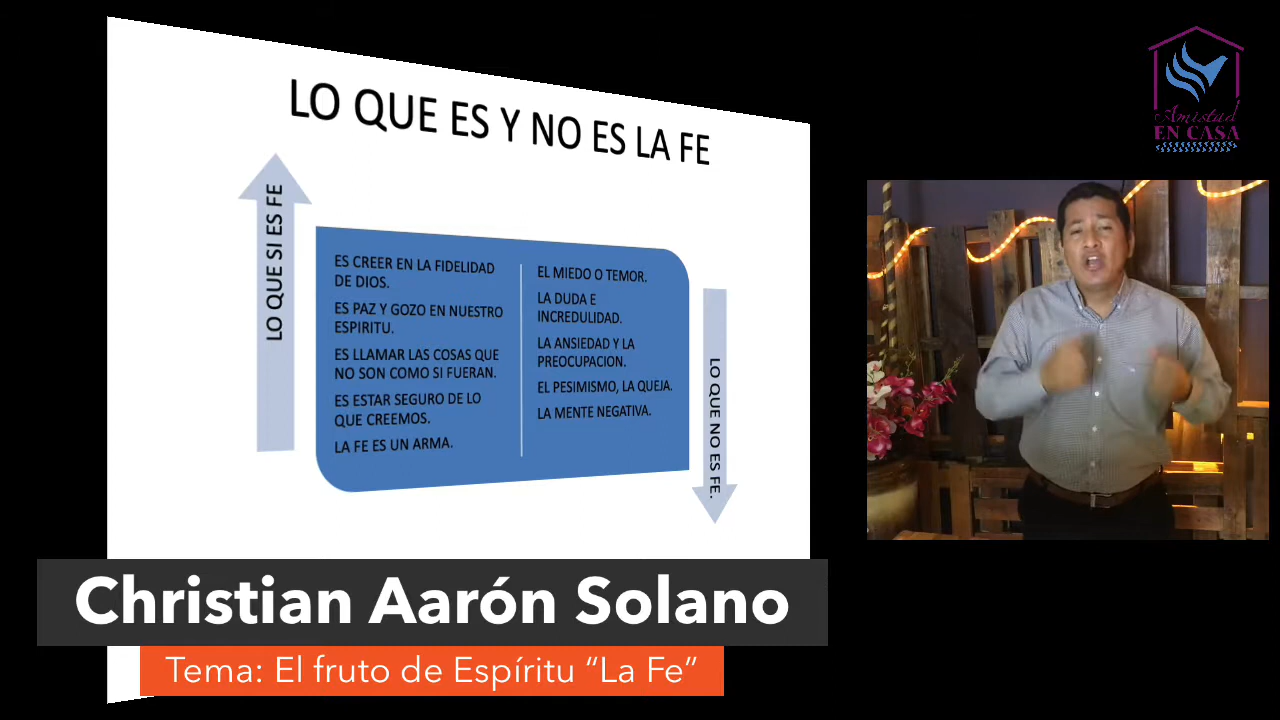 LO QUE ES Y NO ES LA FE
LO QUE SI ES FE
ES CREER EN LA FIDELIDAD
DE DIOS.
ES PAZ Y GOZO EN NUESTRO
ESPIRITU.
ES LLAMAR LAS COSAS QUE
NO SON COMO SI FUERAN.
ES ESTAR SEGURO DE LO
QUE CREEMOS.
LA FE ES UN ARMA.
EL MIEDO O TEMOR.
LA DUDA E
INCREDULIDAD.
LA ANSIEDAD Y LA
PREOCUPACION.
EL PESIMISMO, LA QUEJA.
LA MENTE NEGATIVA.
LO QUE NO ES FE.
Amistad
EN CASA
Christian Aarón Solano
Tema: El fruto de Espíritu “La Fe”